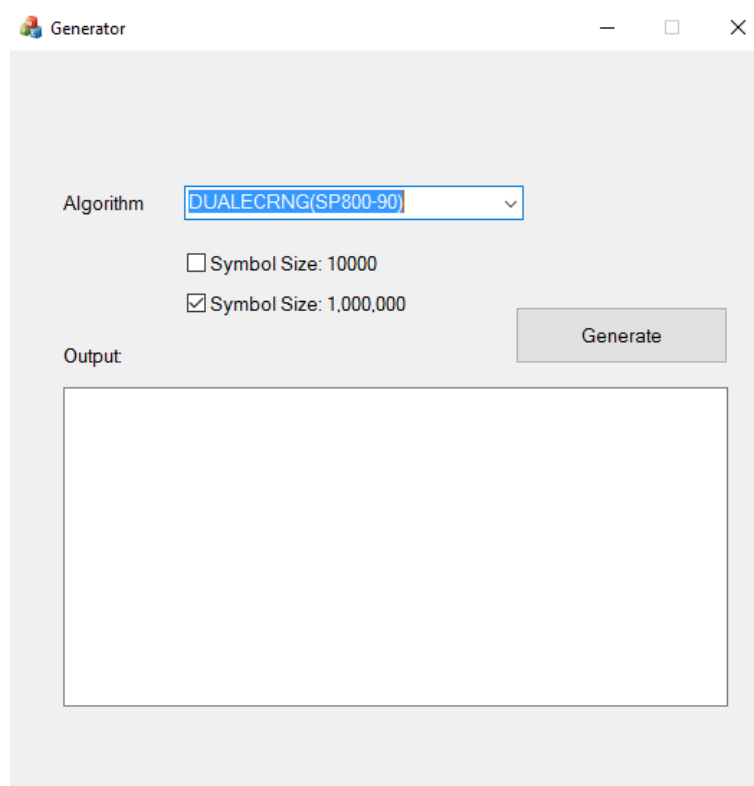 Generator
Algorithm DUALECRNG(SP800-90)
Symbol Size: 10000
Symbol Size: 1,000,000
Generate
Output: